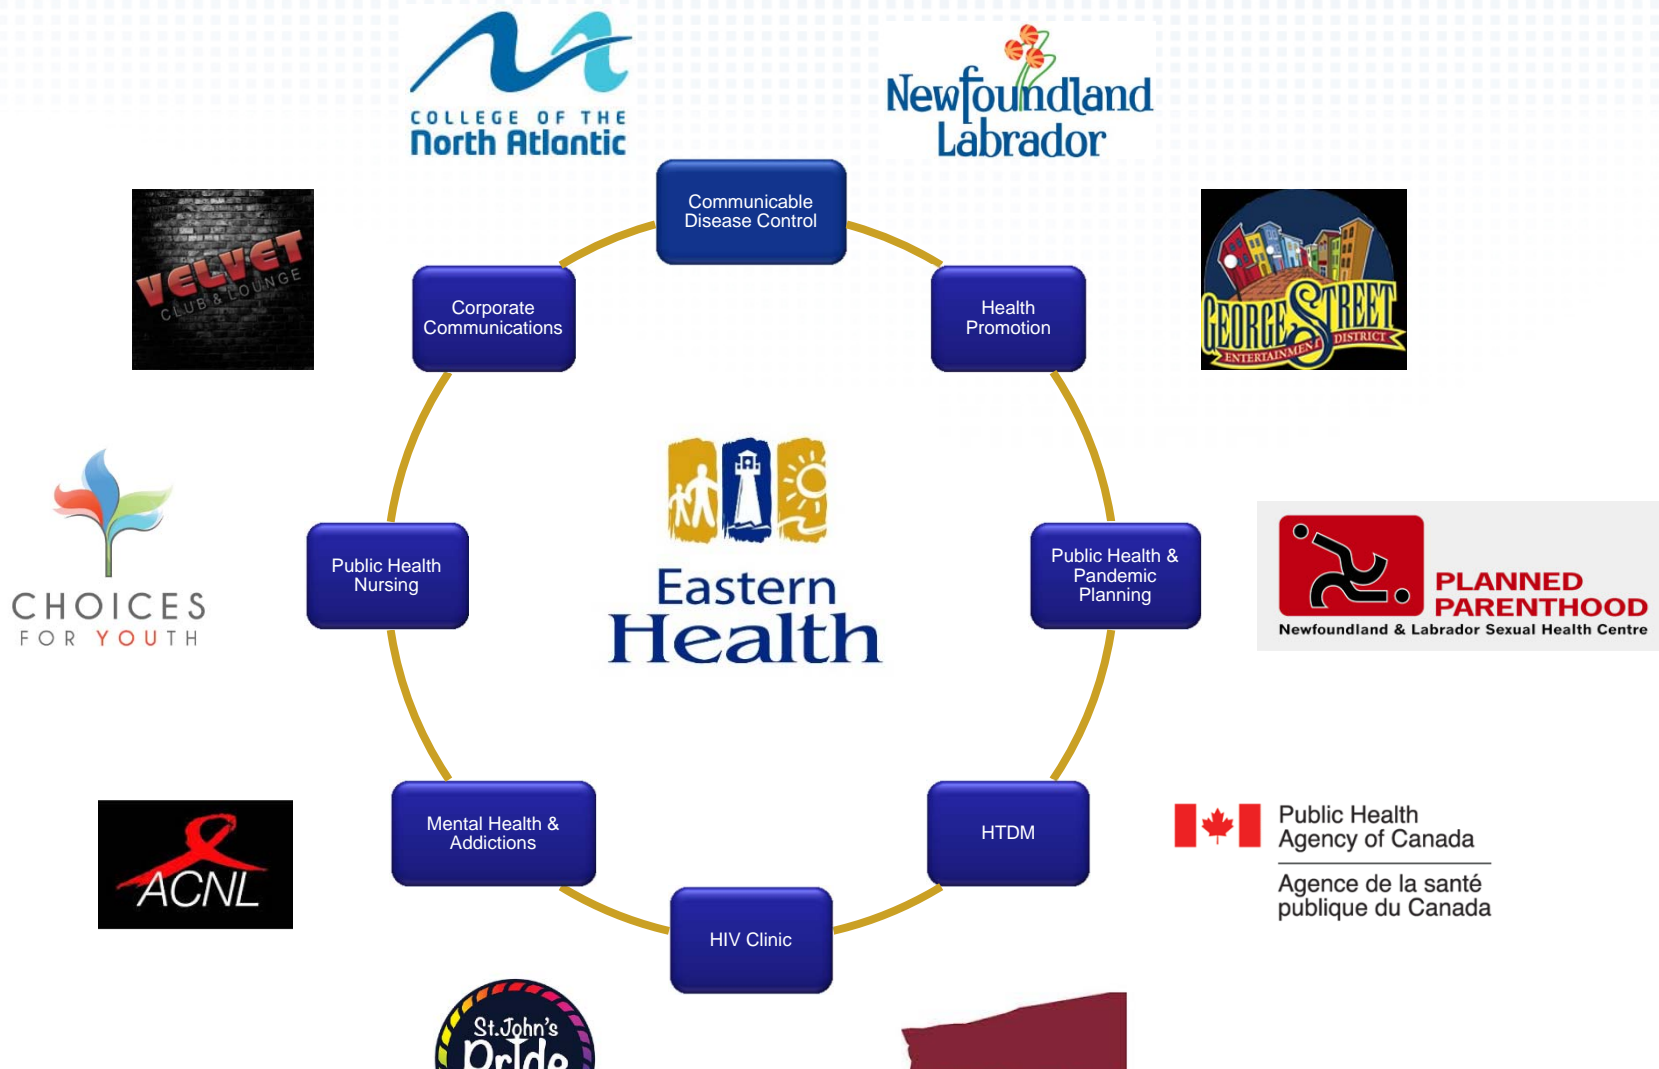 COLLEGE OF THE
North Atlantic
Newfoundland
Labrador
Communicable
Disease Control
VELVET
CLUB & LOUNGE
Corporate
Communications
Health
Promotion
GEORGE STREET
ENTERTAINMENT DISTRICT
CHOICES
FOR YOUTH
Public Health
Nursing
Eastern
Health
Public Health &
Pandemic
Planning
PLANNED
PARENTHOOD
Newfoundland & Labrador Sexual Health Centre
ACNL
Mental Health &
Addictions
HTDM
Public Health
Agency of Canada
Agence de la santé
publique du Canada
HIV Clinic
St.John's
Pride